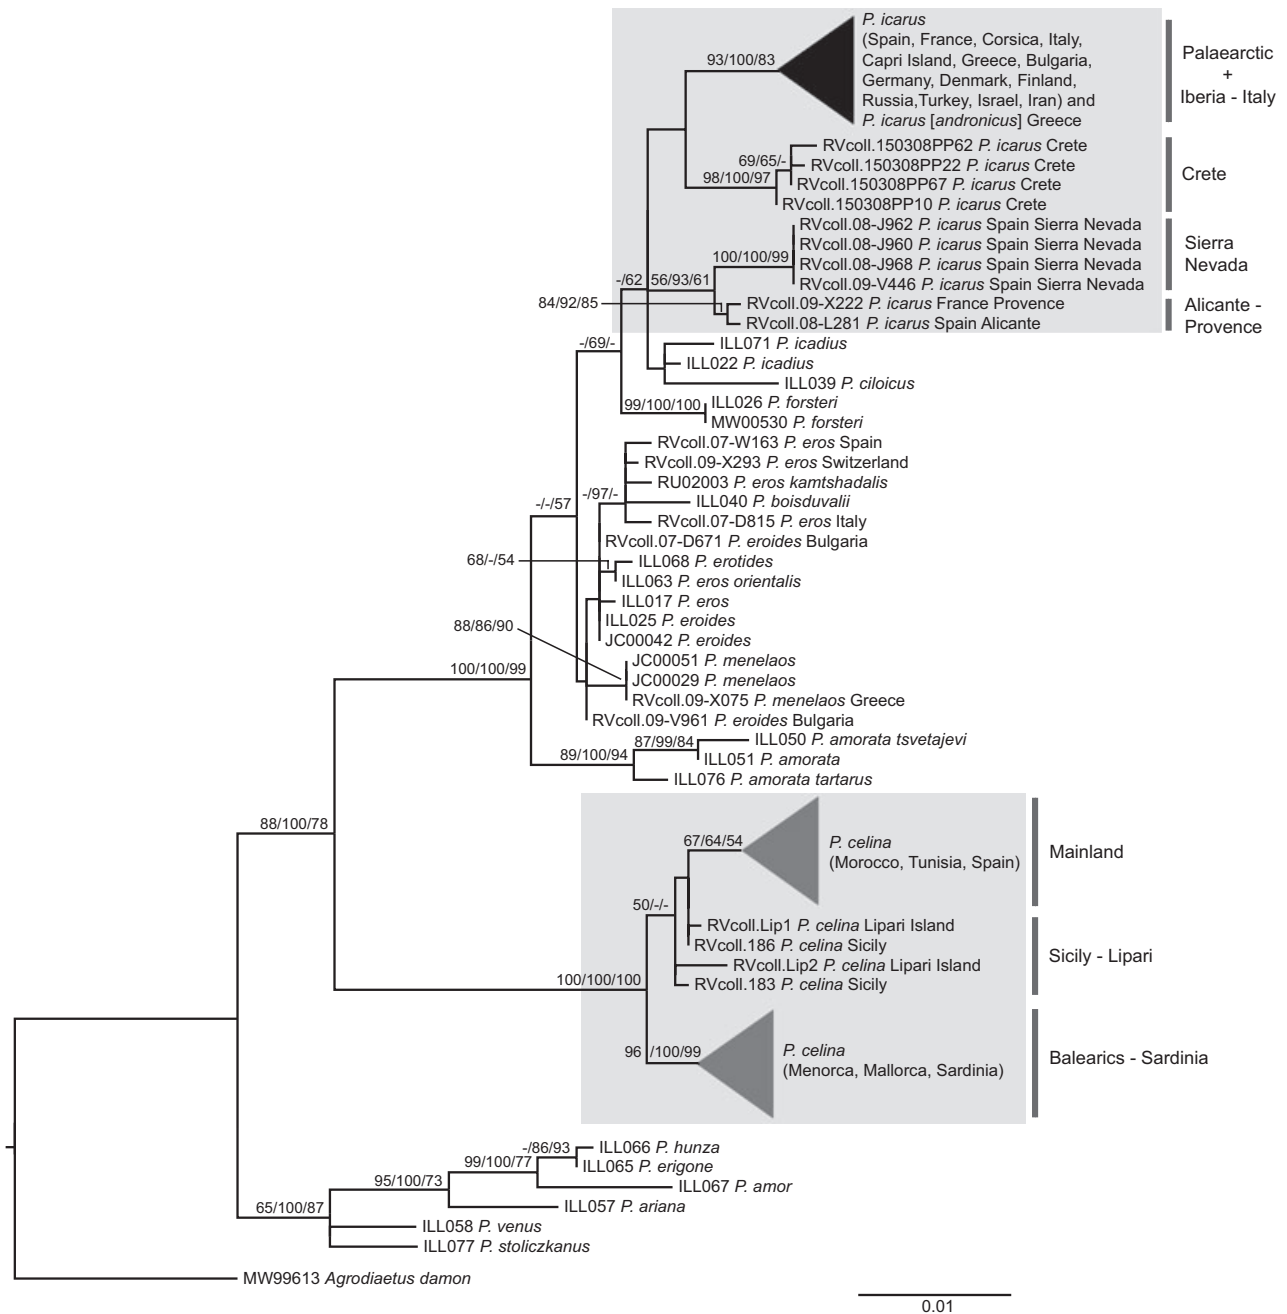 P. icarus
(Spain, France, Corsica, Italy,
Capri Island, Greece, Bulgaria,
Germany, Denmark, Finland,
Russia,Turkey, Israel, Iran) and
P. icarus [andronicus] Greece
93/100/83
Palaearctic
+
Iberia - Italy
RVcoll.150308PP62 P. icarus Crete
69/65/-
RVcoll.150308PP22 P. icarus Crete
98/100/97
RVcoll.150308PP67 P. icarus Crete
RVcoll.150308PP10 P. icarus Crete
Crete
RVcoll.08-J962 P. icarus Spain Sierra Nevada
RVcoll.08-J960 P. icarus Spain Sierra Nevada
100/100/99
RVcoll.08-J968 P. icarus Spain Sierra Nevada
RVcoll.09-V446 P. icarus Spain Sierra Nevada
Sierra
Nevada
-/62
56/93/61
84/92/85
RVcoll.09-X222 P. icarus France Provence
RVcoll.08-L281 P. icarus Spain Alicante
Alicante -
Provence
-/69/-
ILL071 P. icadius
ILL022 P. icadius
ILL039 P. ciloicus
99/100/100
ILL026 P. forsteri
MW00530 P. forsteri
RVcoll.07-W163 P. eros Spain
RVcoll.09-X293 P. eros Switzerland
RU02003 P. eros kamtshadalis
-/97/-
ILL040 P. boisduvalii
-/-/57
RVcoll.07-D815 P. eros Italy
RVcoll.07-D671 P. eroides Bulgaria
68/-/54
ILL068 P. erotides
ILL063 P. eros orientalis
ILL017 P. eros
ILL025 P. eroides
88/86/90
JC00042 P. eroides
JC00051 P. menelaos
100/100/99
JC00029 P. menelaos
RVcoll.09-X075 P. menelaos Greece
RVcoll.09-V961 P. eroides Bulgaria
87/99/84
ILL050 P. amorata tsvetajevi
89/100/94
ILL051 P. amorata
ILL076 P. amorata tartarus
88/100/78
67/64/54
P. celina
(Morocco, Tunisia, Spain)
Mainland
50/-/-
RVcoll.Lip1 P. celina Lipari Island
RVcoll.186 P. celina Sicily
RVcoll.Lip2 P. celina Lipari Island
RVcoll.183 P. celina Sicily
Sicily - Lipari
100/100/100
96 /100/99
P. celina
(Menorca, Mallorca, Sardinia)
Balearics - Sardinia
-/86/93
ILL066 P. hunza
99/100/77
ILL065 P. erigone
95/100/73
ILL067 P. amor
65/100/87
ILL057 P. ariana
ILL058 P. venus
ILL077 P. stoliczkanus
MW99613 Agrodiaetus damon
0.01